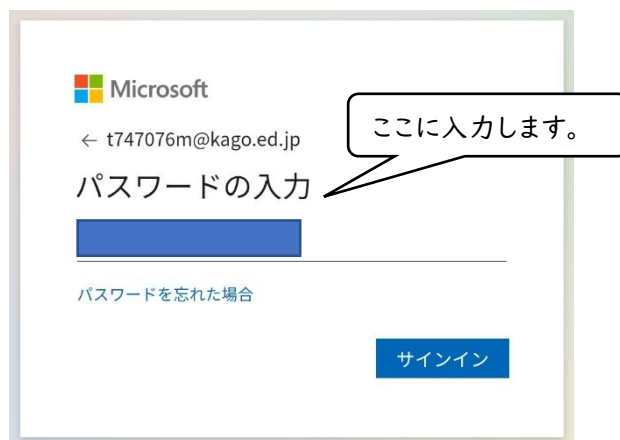 Microsoft
← t747076m@kago.ed.jp
ここに入力します。
パスワードの入力
パスワードを忘れた場合
サインイン